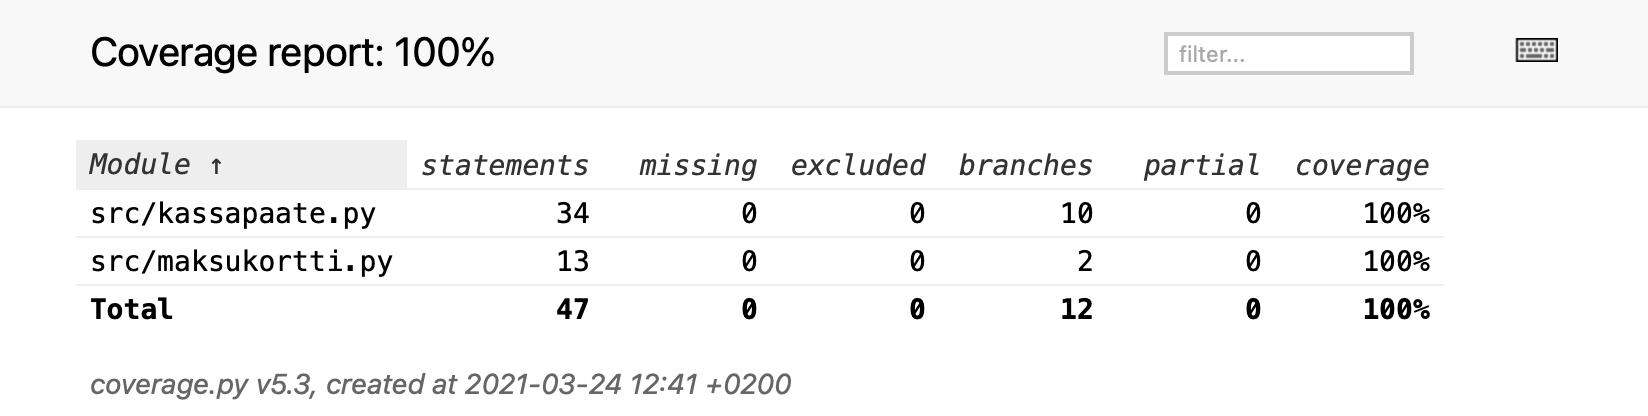 Coverage report: 100%
filter...
Module ↑ statements missing excluded branches partial coverage
src/kassapaate.py 34 0 0 10 0 100%
src/maksukortti.py 13 0 0 2 0 100%
Total 47 0 0 12 0 100%
coverage.py v5.3, created at 2021-03-24 12:41 +0200